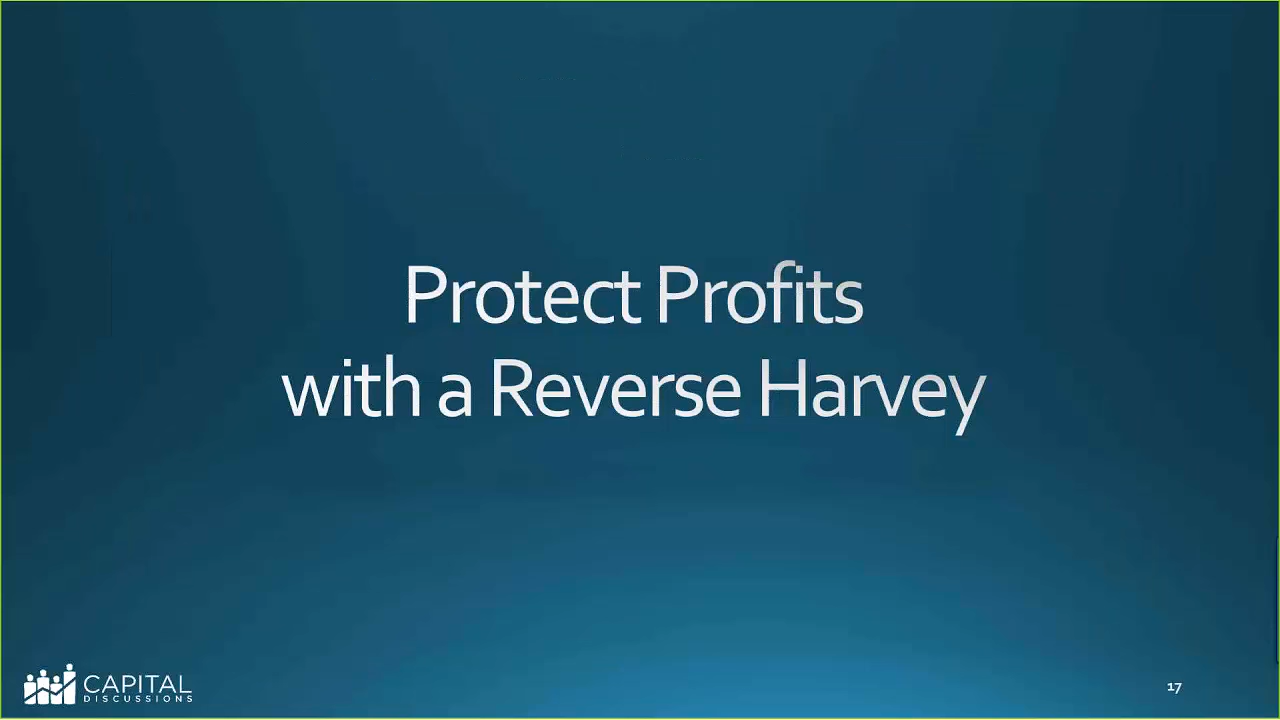 Protect Profits
with a Reverse Harvey
CAPITAL
DISCUSSIONS
17